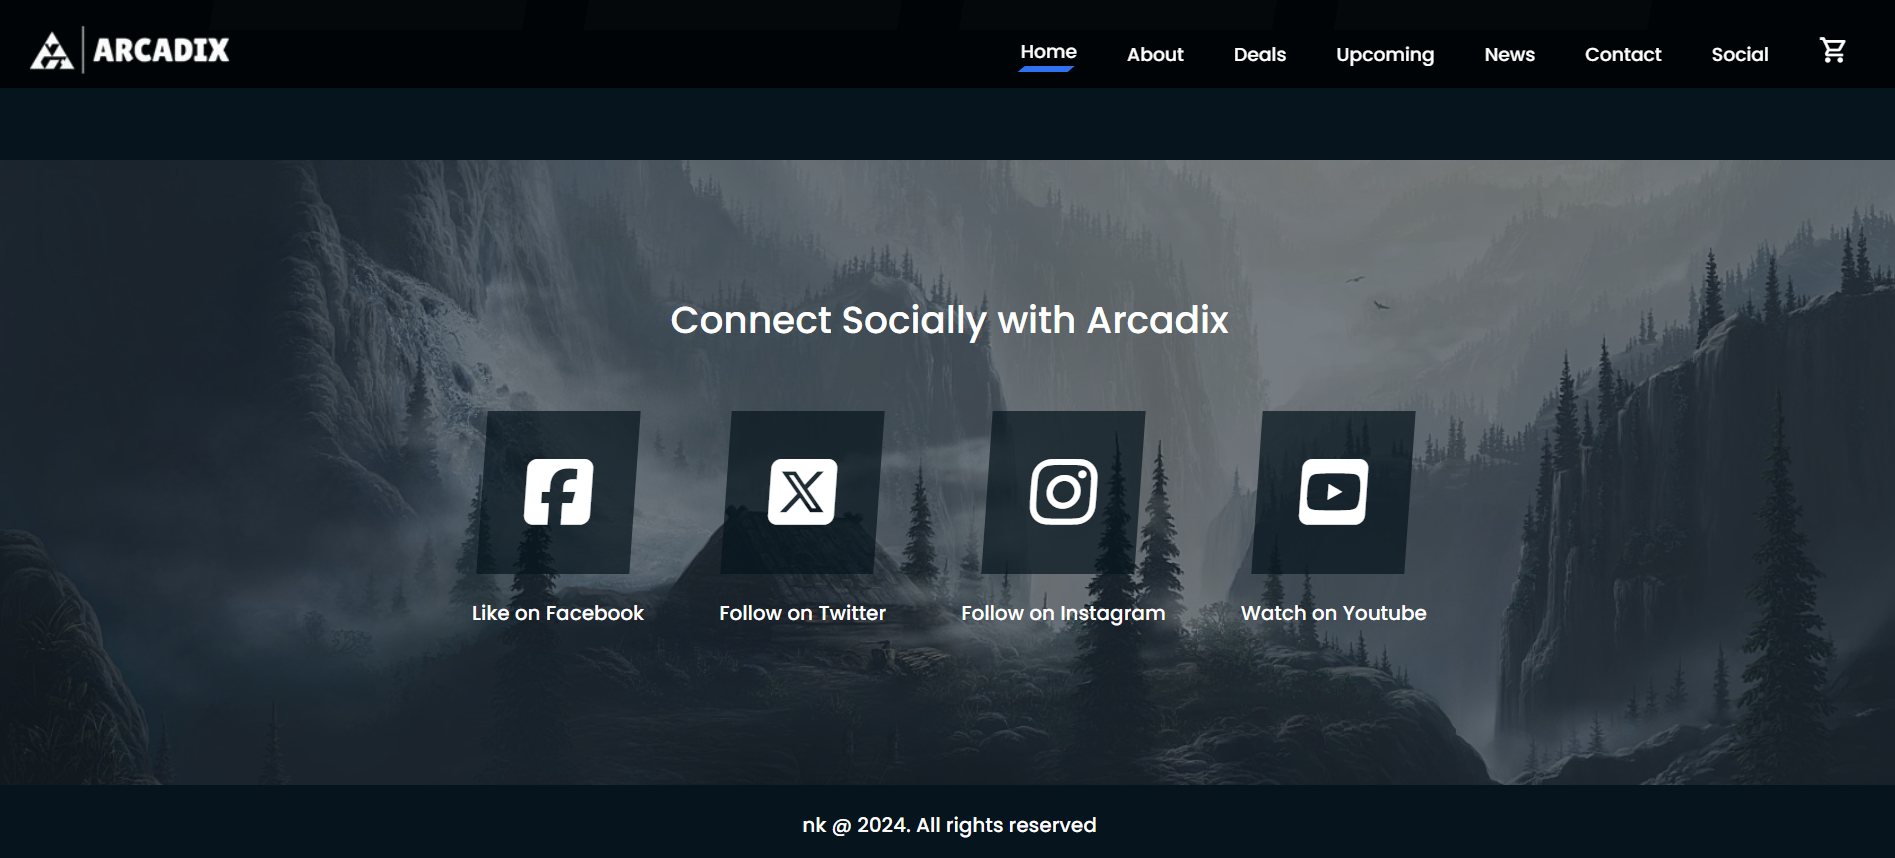 ARCADIX
Home About Deals Upcoming News Contact Social
Connect Socially with Arcadix
Like on Facebook Follow on Twitter Follow on Instagram Watch on Youtube
nk @ 2024. All rights reserved